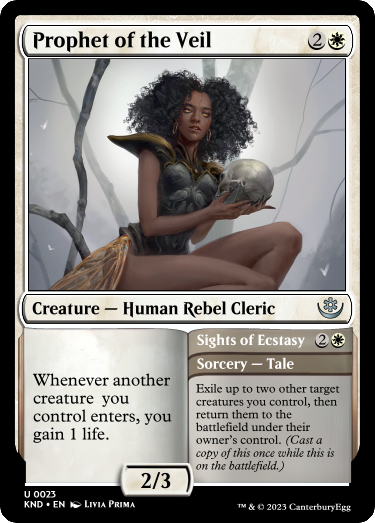 Prophet of the Veil 2
Creature — Human Rebel Cleric
Whenever another
creature you
control enters, you
gain 1 life.
Sights of Ecstasy 2
Sorcery — Tale
Exile up to two other target
creatures you control, then
return them to the
battlefield under their
owner's control. (Cast a
copy of this once while this is
on the battlefield.)
2/3
U 0023
KND • EN Livia Prima
™ & © 2023 CanterburyEgg